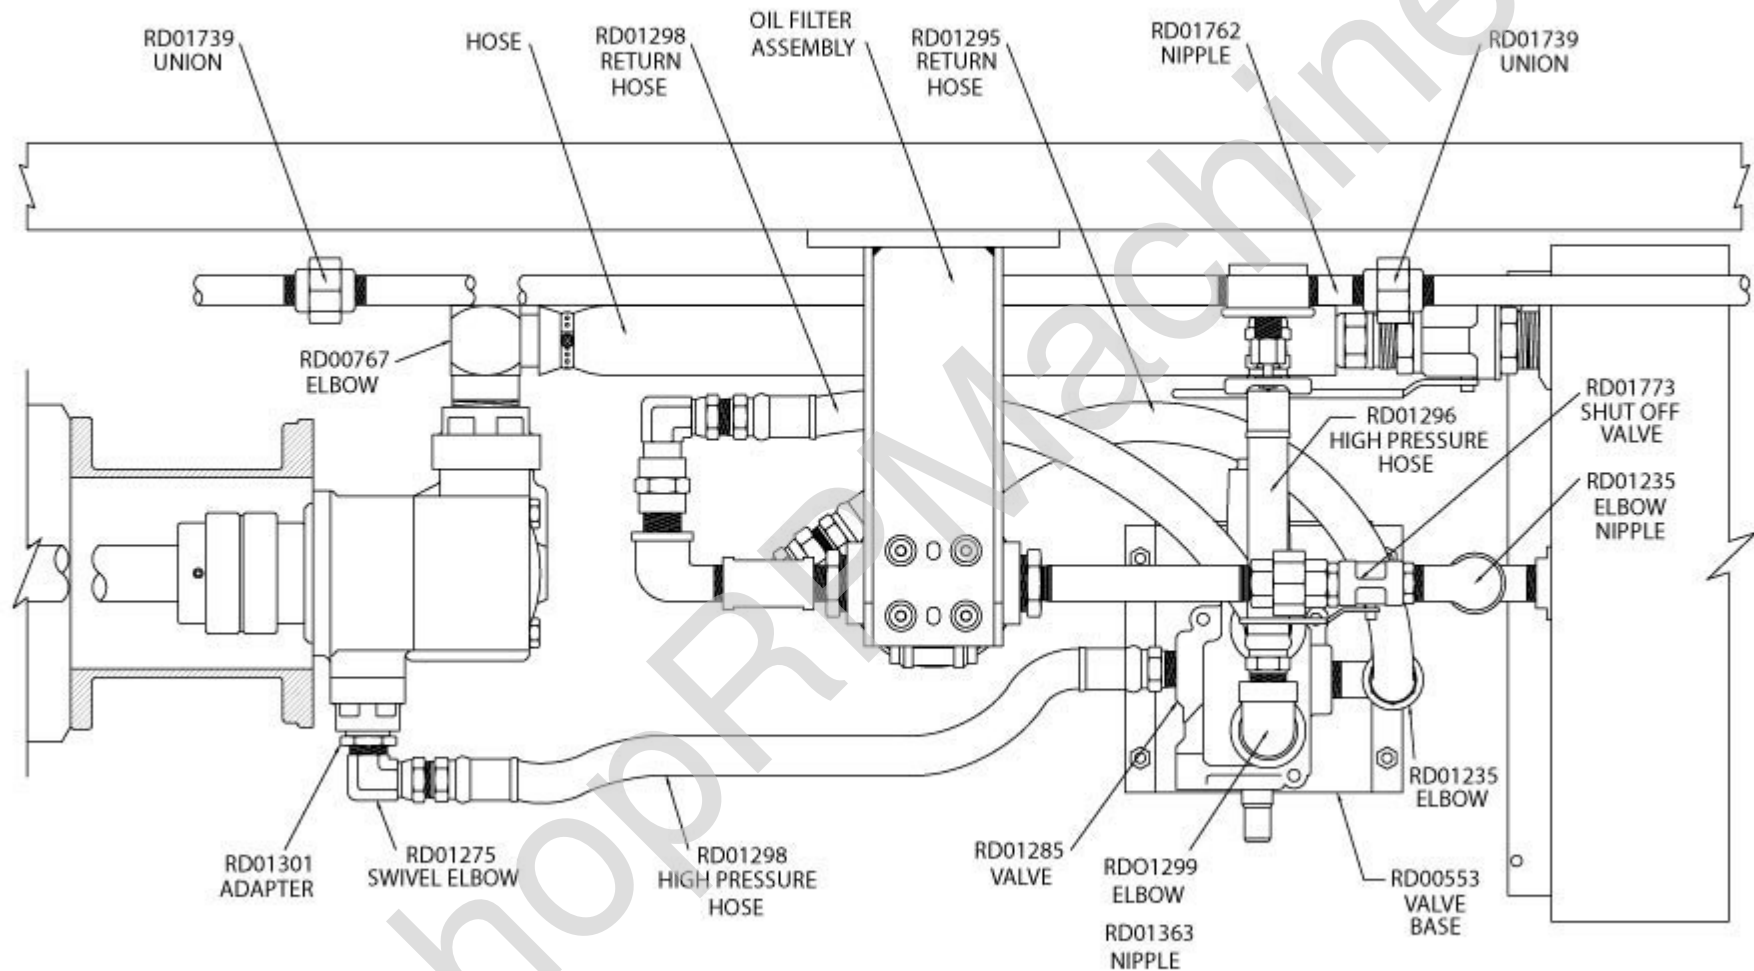 RD01739
UNION
HOSE
RD01298
RETURN
HOSE
OIL FILTER
ASSEMBLY
RD01295
RETURN
HOSE
RD01762
NIPPLE
RD01739
UNION
RD00767
ELBOW
RD01296
HIGH PRESSURE
HOSE
RD01773
SHUT OFF
VALVE
RD01235
ELBOW
NIPPLE
RD01301
ADAPTER
RD01275
SWIVEL ELBOW
RD01298
HIGH PRESSURE
HOSE
RD01285
VALVE
RDO1299
ELBOW
RD01363
NIPPLE
RD01235
ELBOW
RD00553
VALVE
BASE
hopRPMachine